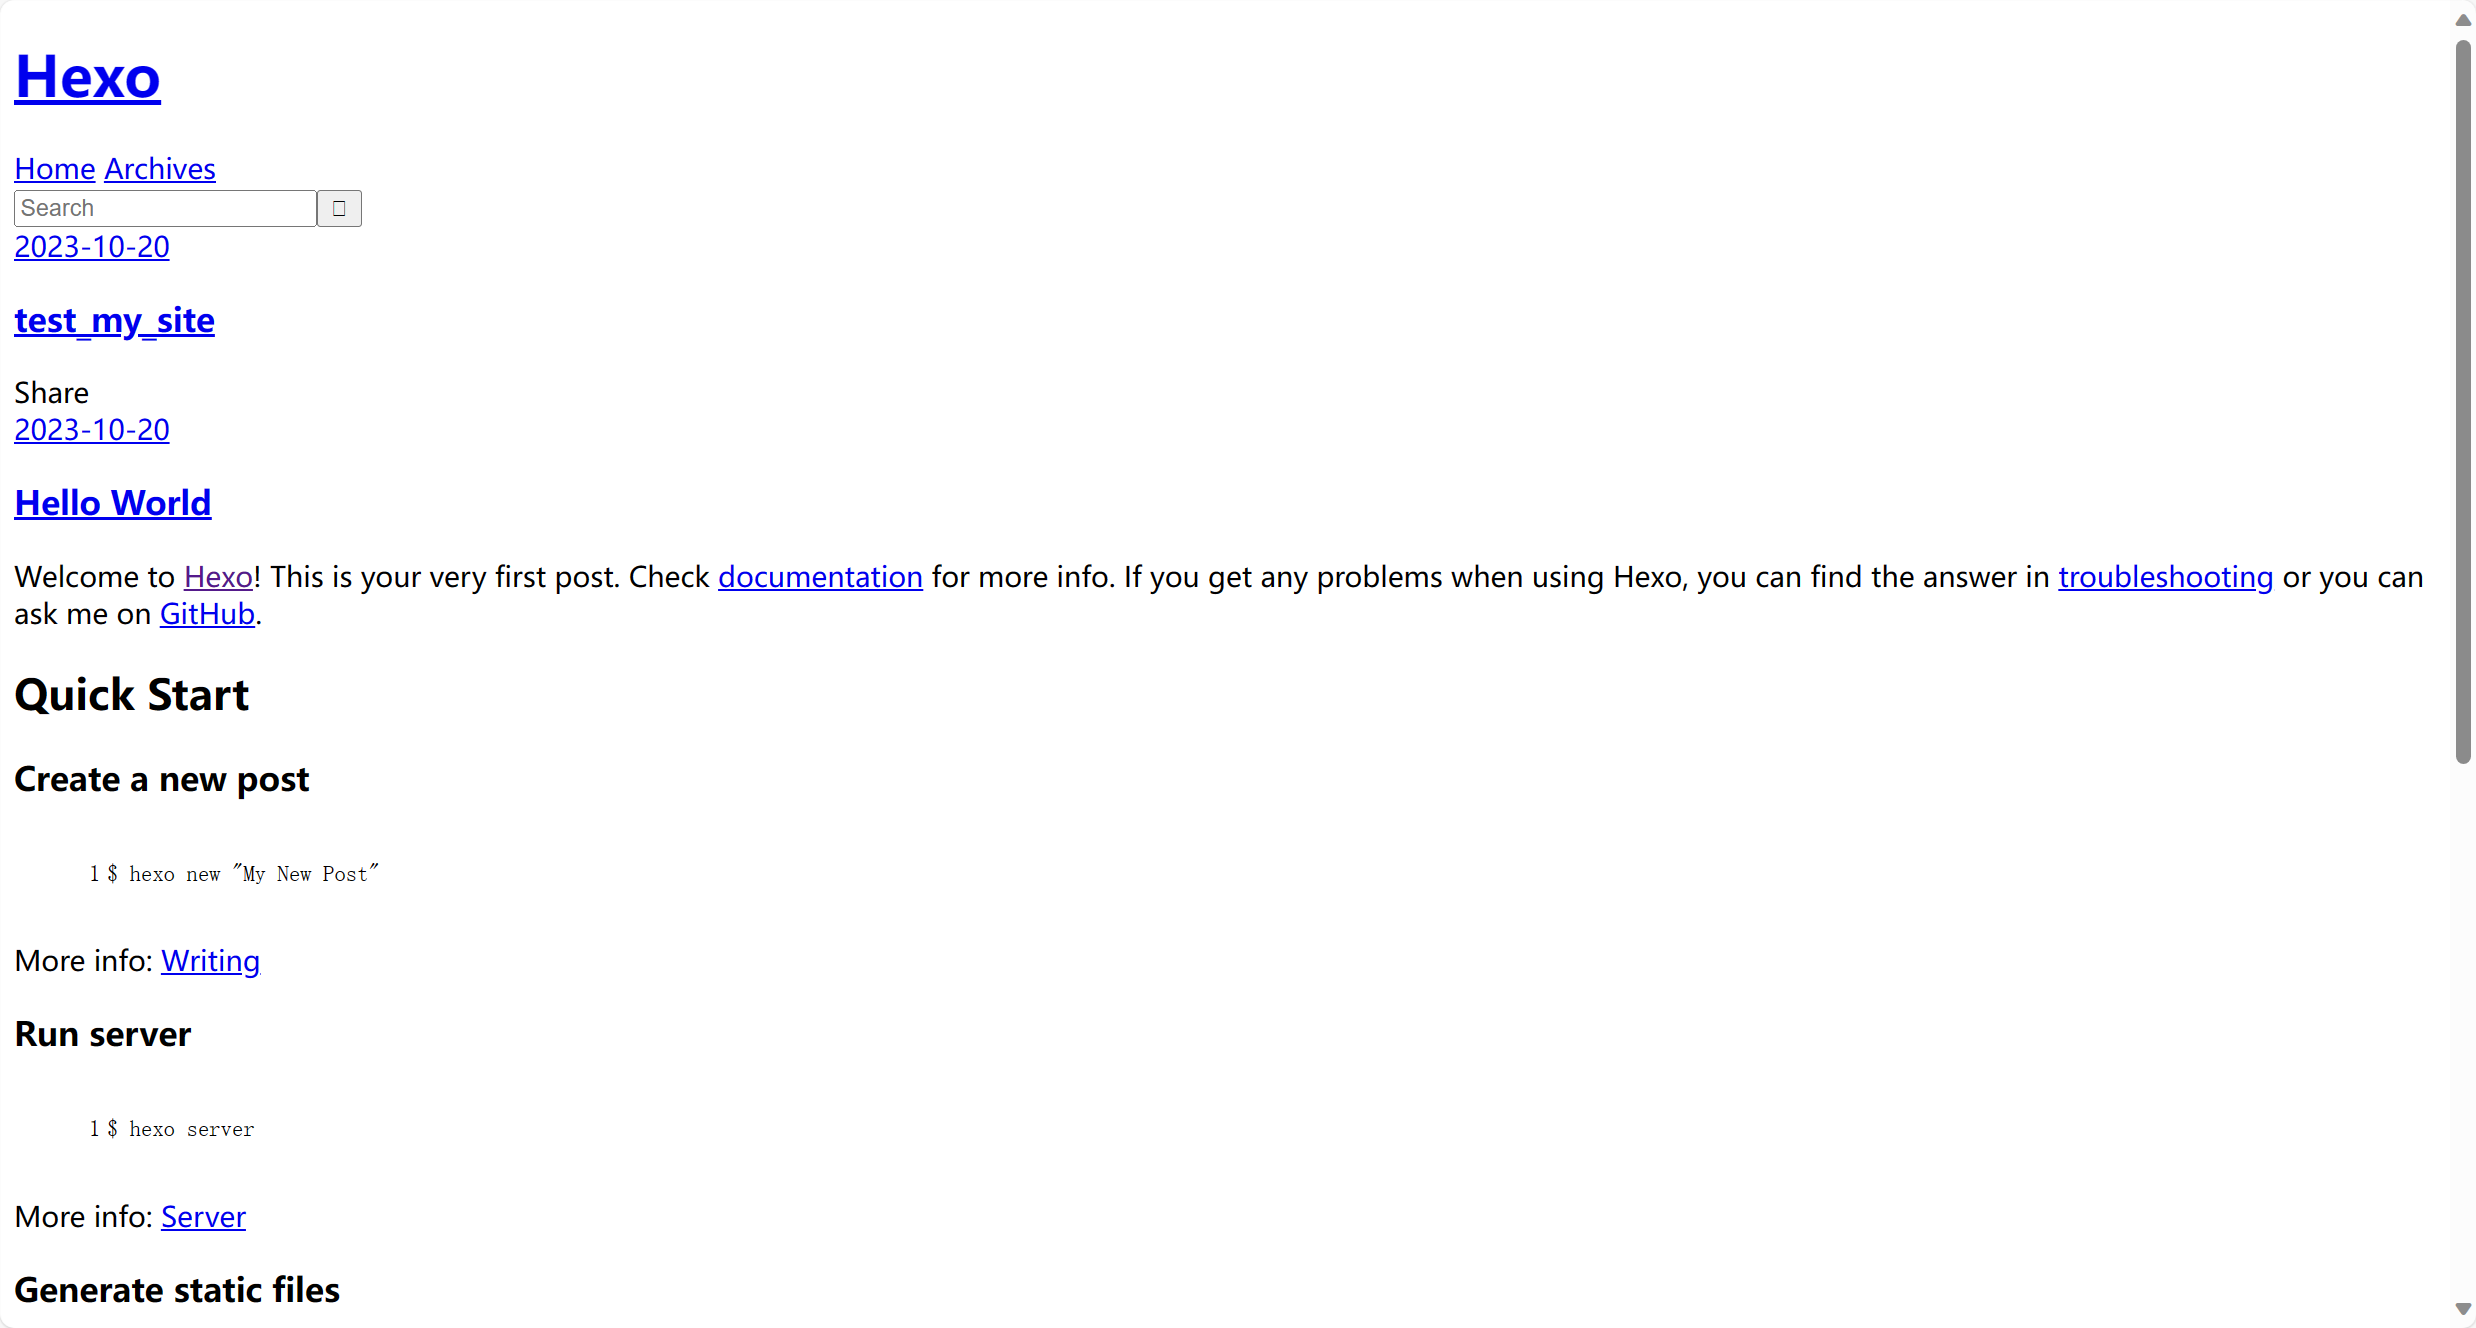 Hexo
Home Archives
Search
2023-10-20
test_my_site
Share
2023-10-20
Hello World
Welcome to Hexo! This is your very first post. Check documentation for more info. If you get any problems when using Hexo, you can find the answer in troubleshooting or you can
ask me on GitHub.
Quick Start
Create a new post
1 $ hexo new "My New Post"
More info: Writing
Run server
1 $ hexo server
More info: Server
Generate static files